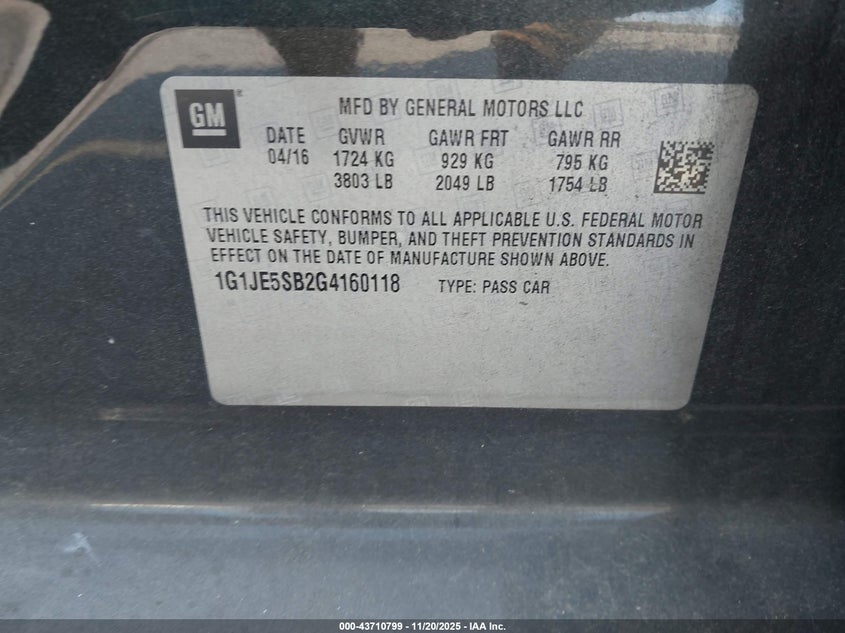 GM ®
MFD BY GENERAL MOTORS LLC
DATE GVWR GAWR FRT GAWR RR
04/16 1724 KG 929 KG 795 KG
3803 LB 2049 LB 1754 LB
THIS VEHICLE CONFORMS TO ALL APPLICABLE U.S. FEDERAL MOTOR
VEHICLE SAFETY, BUMPER, AND THEFT PREVENTION STANDARDS IN
EFFECT ON THE DATE OF MANUFACTURE SHOWN ABOVE.
1G1JE5SB2G4160118 TYPE: PASS CAR
000-43710799 - 11/20/2025 - IAA Inc.